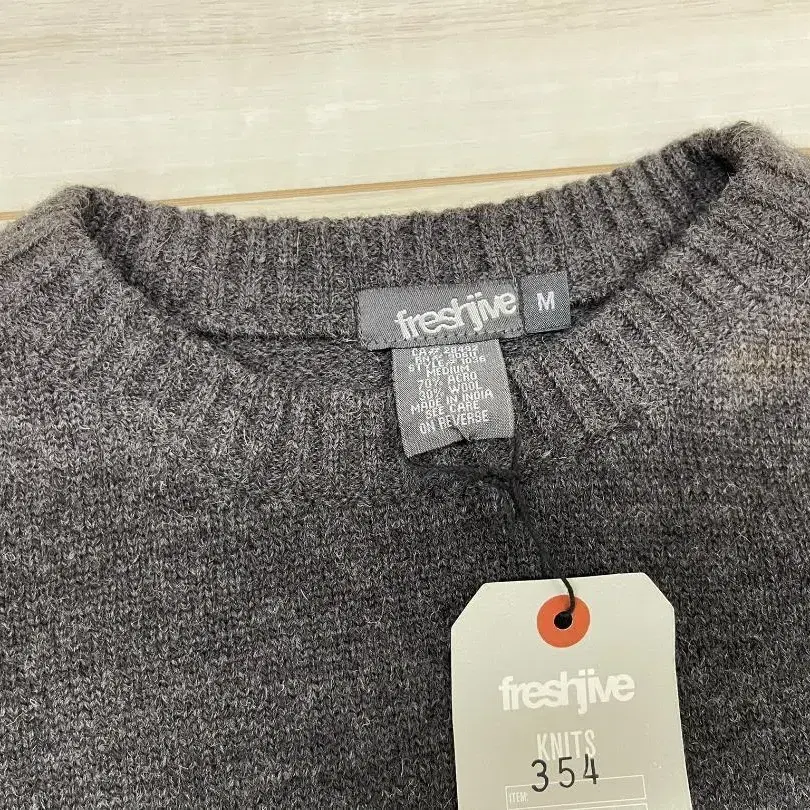 freshjive M
MEDIUM
70% ACRO
30% WOOL
MADE IN INDIA
SEE CARE
ON REVERSE
freshjive
KNITS
354
ITEM: